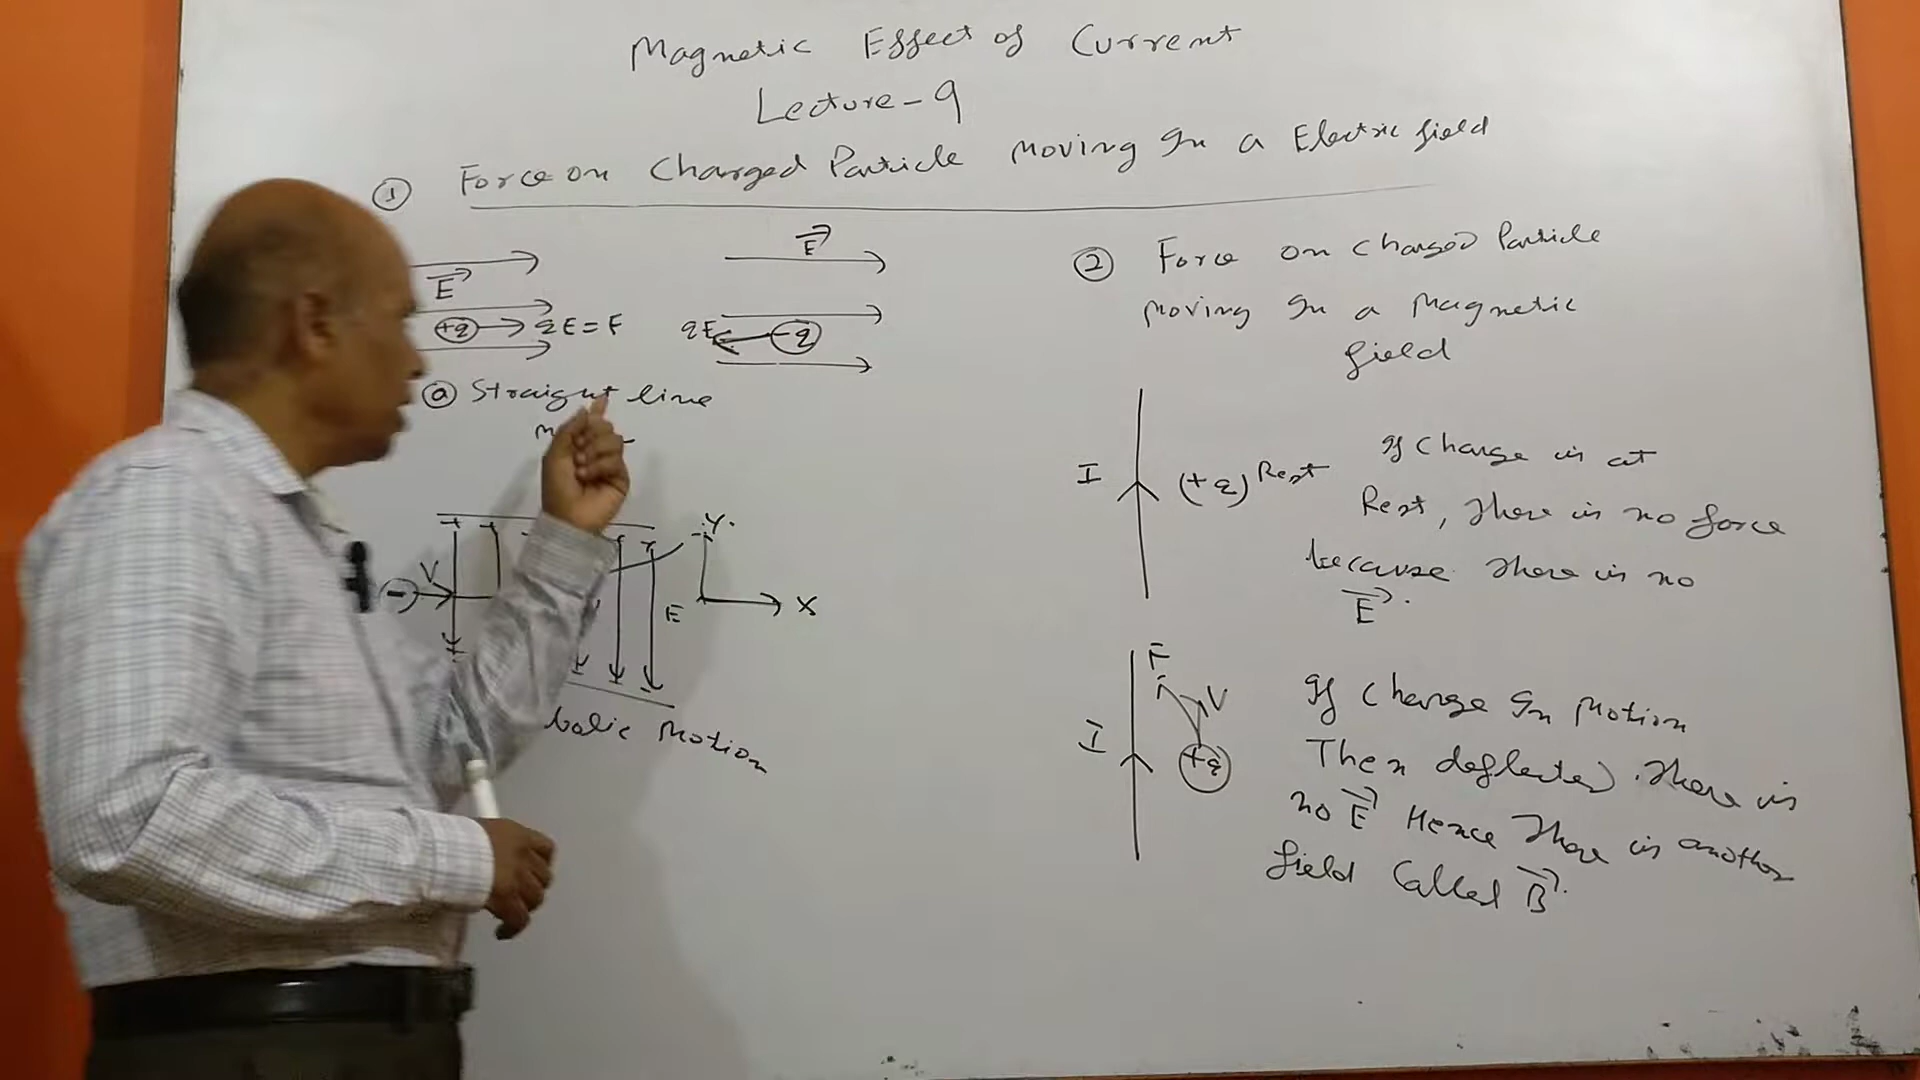 Magnetic Effect of Current
Lecture-9
① Force on Charged Particle moving In a Electric field
E
+q qE=F
E
qE -q
ⓐ Straight line
V - E
Y
X
Motion
② Force on charged Particle
moving In a Magnetic
field
I (+q) Rest
If Charge is at
Rest, There is no force
because There is no
E.
I F V +q
If Charge In Motion
Then deflected. There is
no E Hence There is another
field Called B.